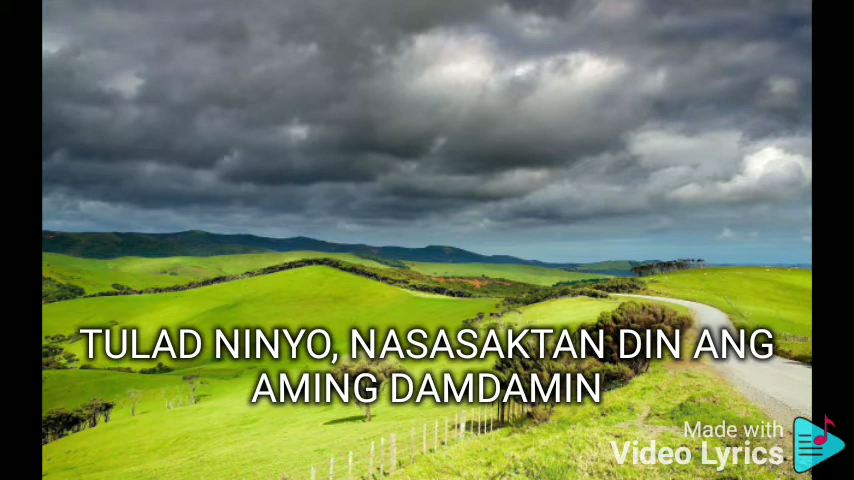 TULAD NINYO, NASASAKTAN DIN ANG
AMING DAMDAMIN
Made with
Video Lyrics